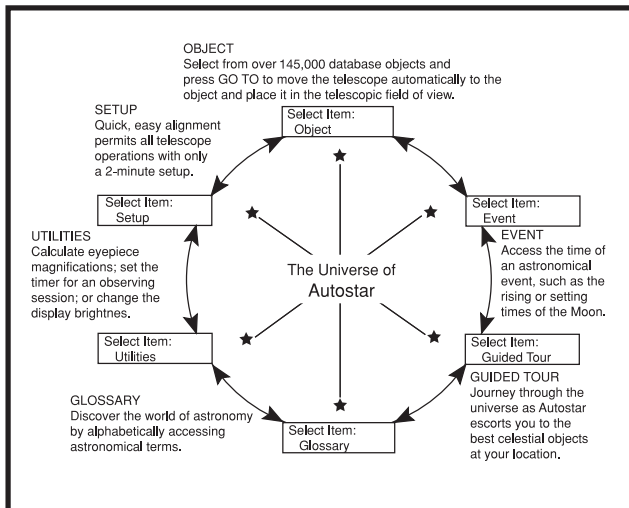 OBJECT
Select from over 145,000 database objects and
press GO TO to move the telescope automatically to the
object and place it in the telescopic field of view.
Select Item:
Object
SETUP
Quick, easy alignment
permits all telescope
operations with only
a 2-minute setup.
Select Item:
Setup
Select Item:
Event
EVENT
Access the time of
an astronomical
event, such as the
rising or setting
times of the Moon.
UTILITIES
Calculate eyepiece
magnifications; set the
timer for an observing
session; or change the
display brightnes.
The Universe of
Autostar
Select Item:
Utilities
Select Item:
Guided Tour
GUIDED TOUR
Journey through the
universe as Autostar
escorts you to the
best celestial objects
at your location.
GLOSSARY
Discover the world of astronomy
by alphabetically accessing
astronomical terms.
Select Item:
Glossary